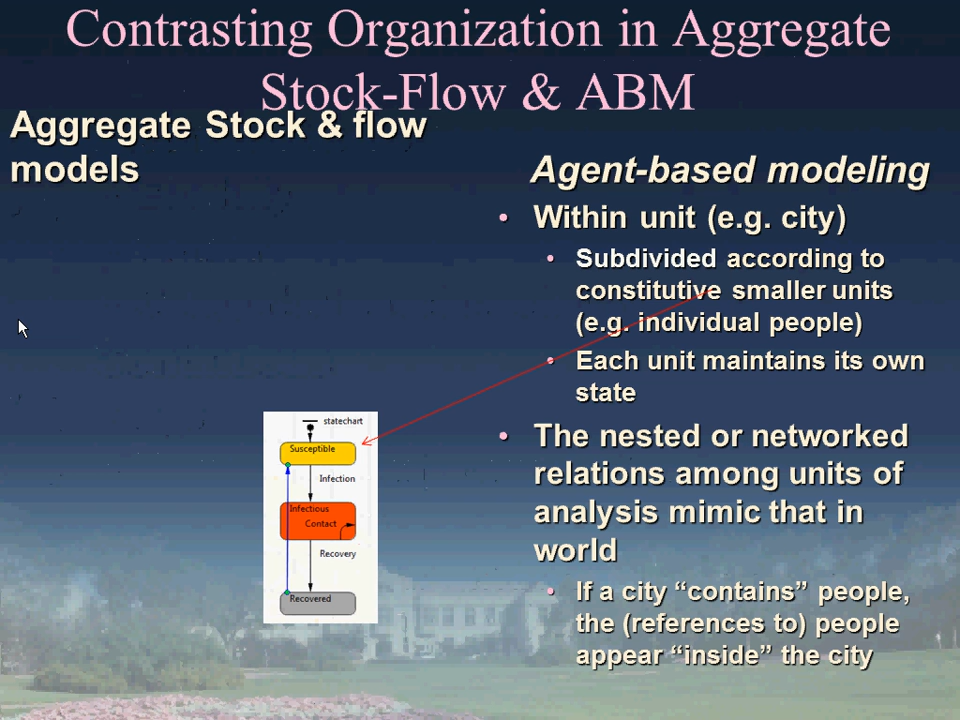 Contrasting Organization in Aggregate
Stock-Flow & ABM
Aggregate Stock & flow
models
Agent-based modeling
• Within unit (e.g. city)
• Subdivided according to
constitutive smaller units
(e.g. individual people)
• Each unit maintains its own
state
• The nested or networked
relations among units of
analysis mimic that in
world
• If a city “contains” people,
the (references to) people
appear “inside” the city
statechart
Susceptible
Infection
Infectious
Contact
Recovery
Recovered